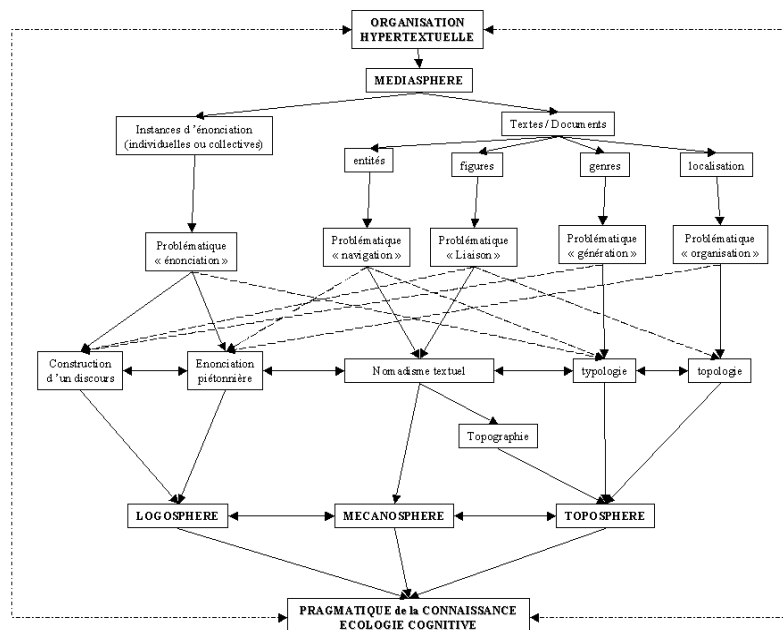 ORGANISATION
HYPERTEXTUELLE
MEDIASPHERE
Instances d'énonciation
(individuelles ou collectives)
Textes / Documents
entités
figures
genres
localisation
Problématique
« énonciation »
Problématique
« navigation »
Problématique
« Liaison »
Problématique
« génération »
Problématique
« organisation »
Construction
d'un discours
Enonciation
piétonnière
Nomadisme textuel
typologie
topologie
Topographie
LOGOSPHERE
MECANOSPHERE
TOPOSPHERE
PRAGMATIQUE de la CONNAISSANCE
ECOLOGIE COGNITIVE